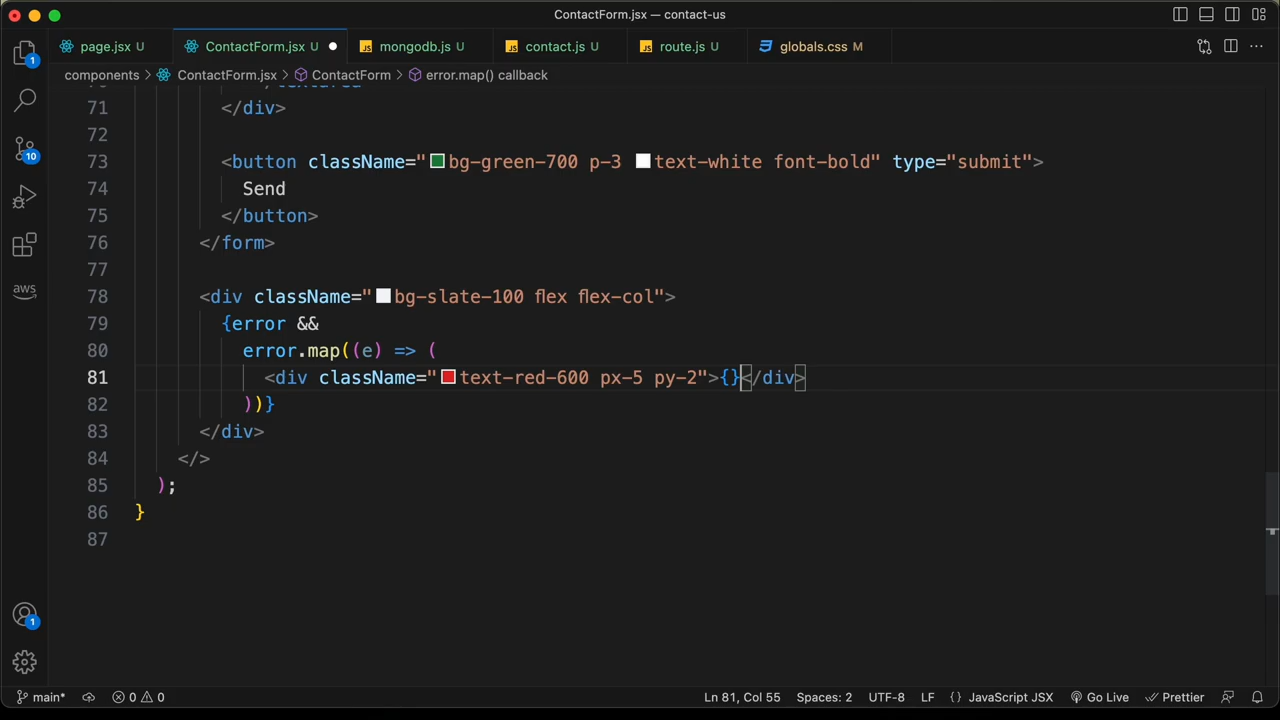 ContactForm.jsx — contact-us
page.jsx U
ContactForm.jsx U
JS mongodb.js U
JS contact.js U
JS route.js U
globals.css M
components > ContactForm.jsx > ContactForm > error.map() callback
71 </div>
72
73 <button className="bg-green-700 p-3 text-white font-bold" type="submit">
74 Send
75 </button>
76 </form>
77
78 <div className="bg-slate-100 flex flex-col">
79 {error &&
80 error.map((e) => (
81 <div className="text-red-600 px-5 py-2">{}</div>
82 ))}
83 </div>
84 </>
85 );
86 }
87
1
10
aws
1
main* 0 0 Ln 81, Col 55 Spaces: 2 UTF-8 LF {} JavaScript JSX Go Live Prettier